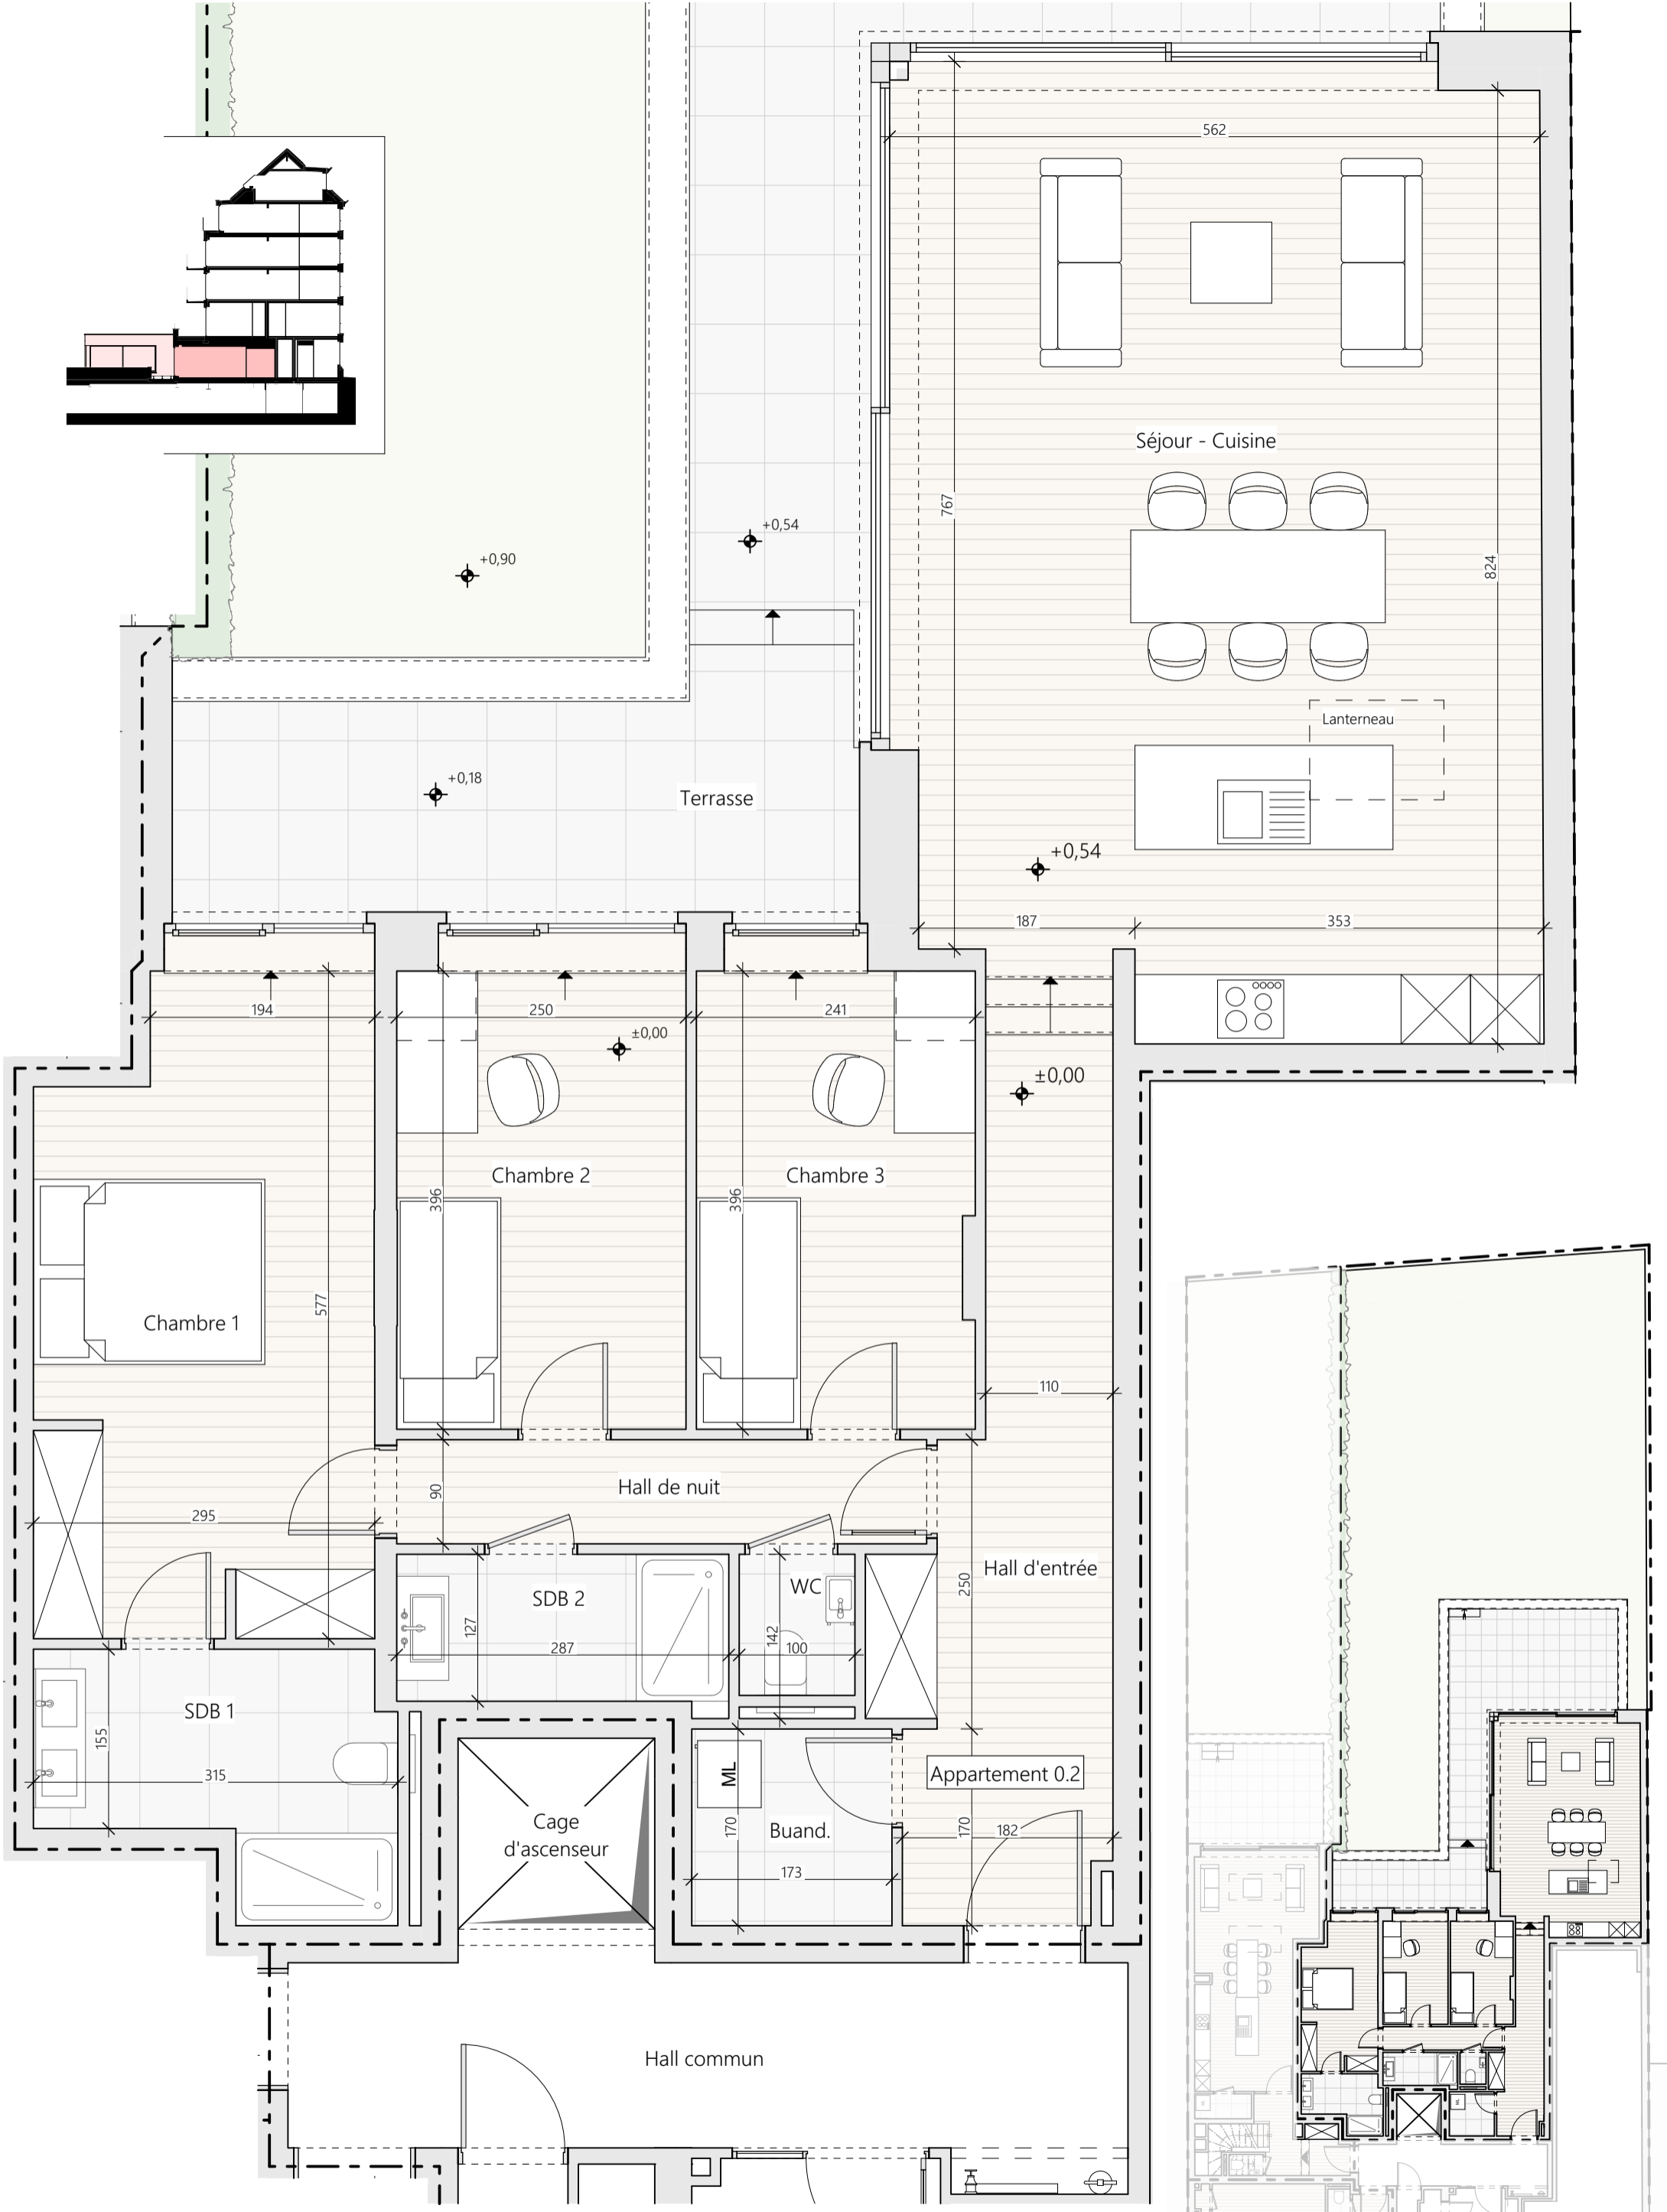 562
Séjour - Cuisine
767
824
+0,54
+0,90
Lanterneau
+0,18
Terrasse
+0,54
187
353
194
250
241
±0,00
±0,00
Chambre 2
Chambre 3
396
396
577
Chambre 1
110
Hall de nuit
90
295
Hall d'entrée
250
WC
SDB 2
127
287
142
100
SDB 1
155
315
ML
Appartement 0.2
Cage
d'ascenseur
170
Buand.
170
182
173
Hall commun